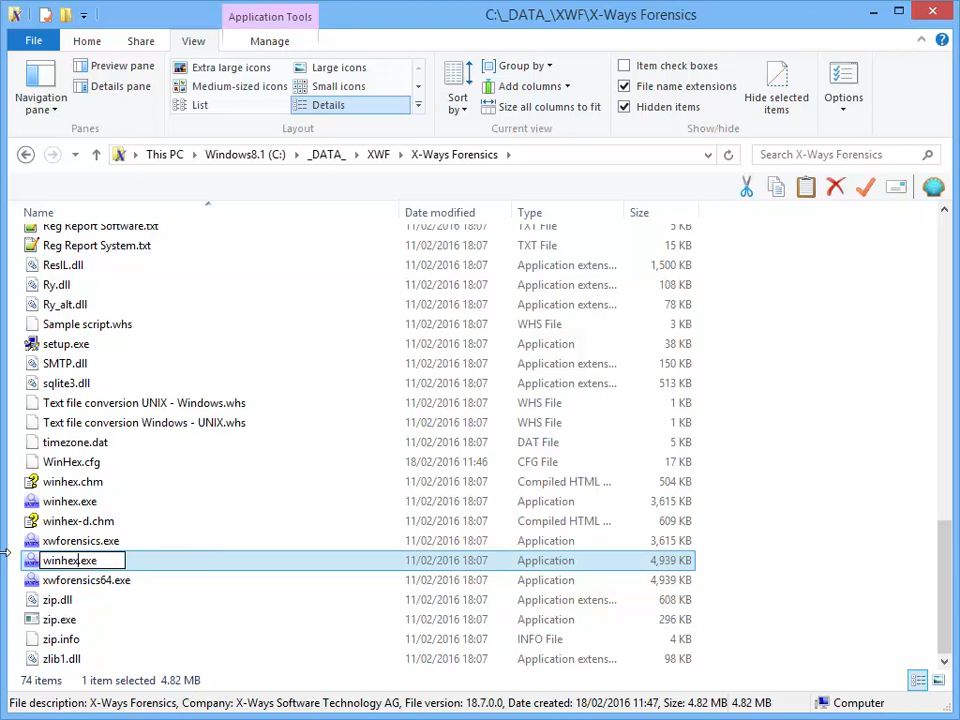 Application Tools
C:\_DATA_\XWF\X-Ways Forensics
File Home Share View Manage
Navigation pane
Preview pane
Details pane
Panes
Extra large icons Large icons
Medium-sized icons Small icons
List Details
Layout
Sort by
Group by
Add columns
Size all columns to fit
Current view
Item check boxes
File name extensions
Hidden items
Hide selected items
Show/hide
Options
This PC Windows8.1 (C:) _DATA_ XWF X-Ways Forensics
Search X-Ways Forensics
Name Date modified Type Size
Reg Report Software.txt 11/02/2016 18:07 TXT File 5 KB
Reg Report System.txt 11/02/2016 18:07 TXT File 5 KB
ResIL.dll 11/02/2016 18:07 Application extens... 1,500 KB
Ry.dll 11/02/2016 18:07 Application extens... 108 KB
Ry_alt.dll 11/02/2016 18:07 Application extens... 78 KB
Sample script.whs 11/02/2016 18:07 WHS File 3 KB
setup.exe 11/02/2016 18:07 Application 38 KB
SMTP.dll 11/02/2016 18:07 Application extens... 150 KB
sqlite3.dll 11/02/2016 18:07 Application extens... 513 KB
Text file conversion UNIX - Windows.whs 11/02/2016 18:07 WHS File 1 KB
Text file conversion Windows - UNIX.whs 11/02/2016 18:07 WHS File 1 KB
timezone.dat 11/02/2016 18:07 DAT File 5 KB
WinHex.cfg 18/02/2016 11:46 CFG File 17 KB
winhex.chm 11/02/2016 18:07 Compiled HTML ... 504 KB
winhex.exe 11/02/2016 18:07 Application 3,615 KB
winhex-d.chm 11/02/2016 18:07 Compiled HTML ... 609 KB
xwforensics.exe 11/02/2016 18:07 Application 3,615 KB
winhex.exe 11/02/2016 18:07 Application 4,939 KB
xwforensics64.exe 11/02/2016 18:07 Application 4,939 KB
zip.dll 11/02/2016 18:07 Application extens... 608 KB
zip.exe 11/02/2016 18:07 Application 296 KB
zip.info 11/02/2016 18:07 INFO File 4 KB
zlib1.dll 11/02/2016 18:07 Application extens... 98 KB
74 items 1 item selected 4.82 MB
File description: X-Ways Forensics, Company: X-Ways Software Technology AG, File version: 18.7.0.0, Date created: 18/02/2016 11:47, Size: 4.82 MB 4.82 MB Computer